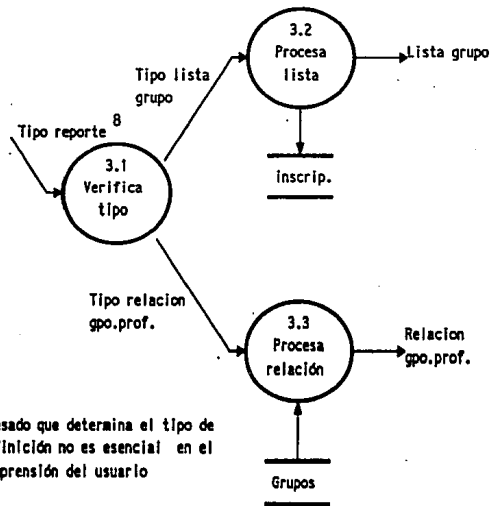 3.2
Procesa
lista
Lista grupo
Tipo lista
grupo
Tipo reporte 8
3.1
Verifica
tipo
inscrip.
Tipo relacion
gpo.prof.
3.3
Procesa
relación
Relacion
gpo.prof.
esado que determina el tipo de
finición no es esencial en el
prensión del usuario
Grupos